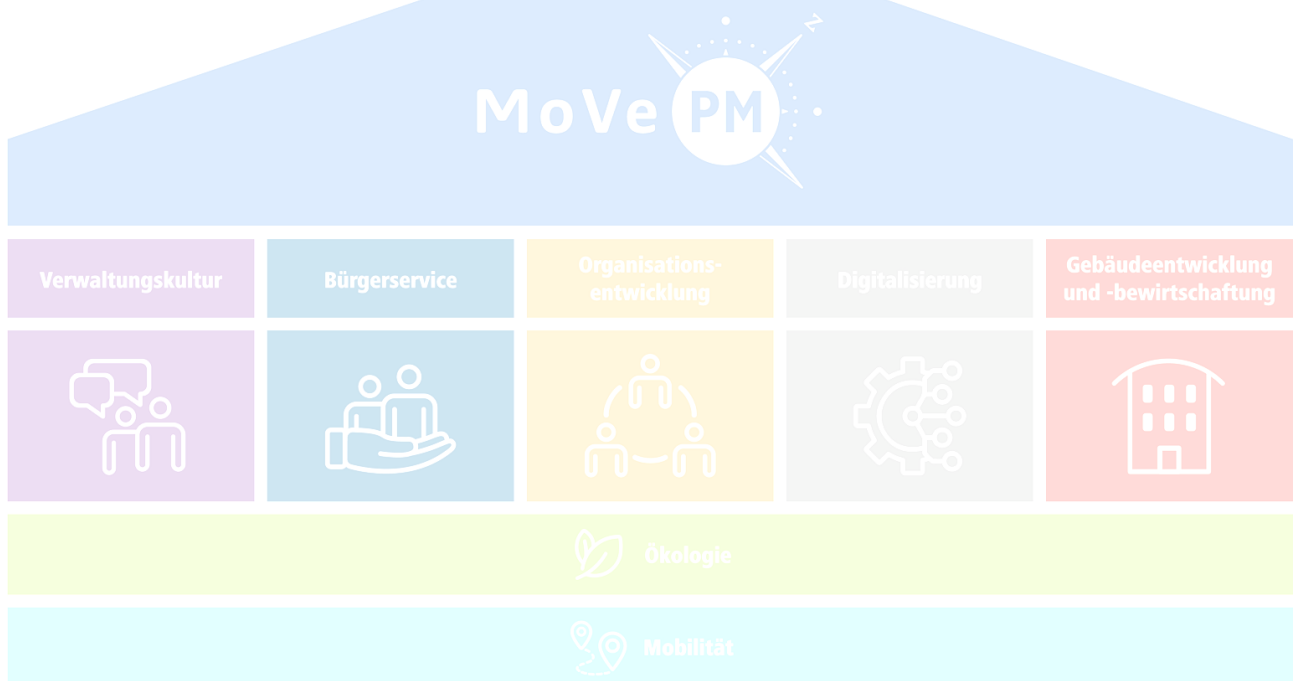 N
MoVe PM
Verwaltungskultur
Bürgerservice
Organisations-
entwicklung
Digitalisierung
Gebäudeentwicklung
und -bewirtschaftung
Ökologie
Mobilität